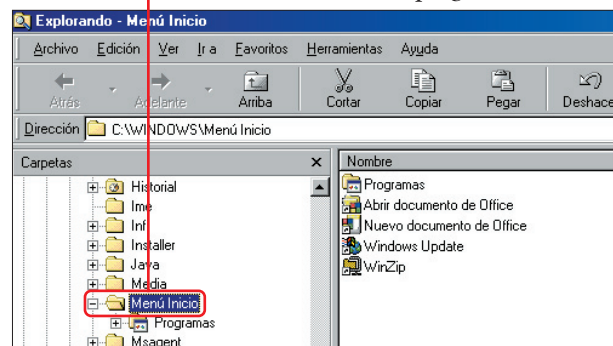 Explorando - Menú Inicio
Archivo Edición Ver Ir a Favoritos Herramientas Ayuda
Atrás Adelante Arriba Cortar Copiar Pegar Deshace
Dirección C:\WINDOWS\Menú Inicio
Carpetas
Nombre
Historial
Ime
Inf
Installer
Java
Media
Menú Inicio
Programas
Msagent
Programas
Abrir documento de Office
Nuevo documento de Office
Windows Update
WinZip